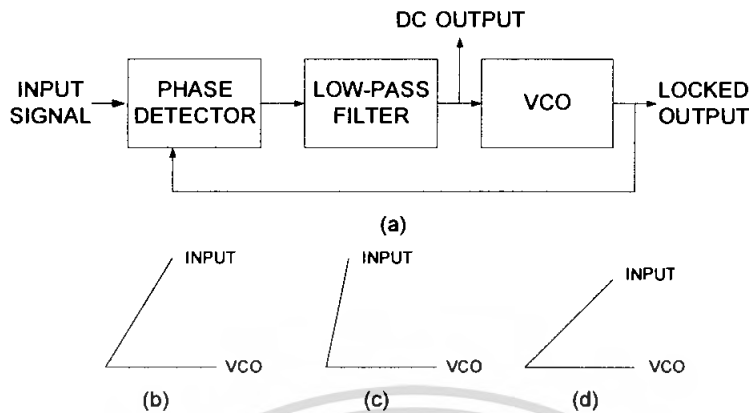 DC OUTPUT
INPUT
SIGNAL
PHASE
DETECTOR
LOW-PASS
FILTER
VCO
LOCKED
OUTPUT
(a)
INPUT
VCO
(b)
INPUT
VCO
(c)
INPUT
VCO
(d)